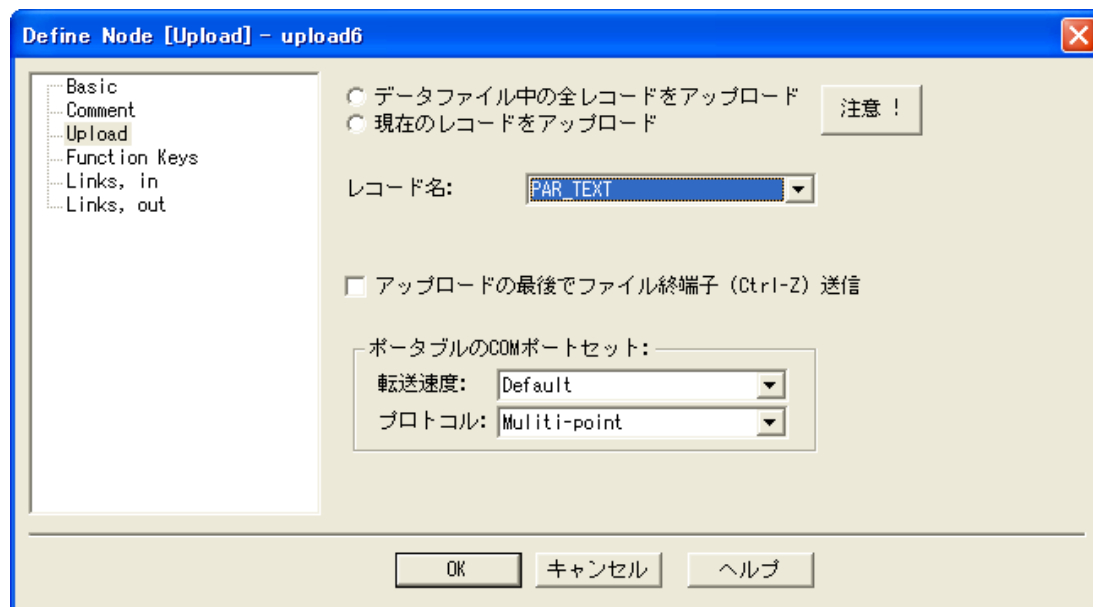 Define Node [Upload] - upload6
Basic
Comment
Upload
Function Keys
Links, in
Links, out
データファイル中の全レコードをアップロード
現在のレコードをアップロード
注意 !
レコード名:
PAR_TEXT
アップロードの最後でファイル終端子 (Ctrl-Z) 送信
ポータブルのCOMポートセット:
転送速度:
Default
プロトコル:
Muliti-point
OK
キャンセル
ヘルプ